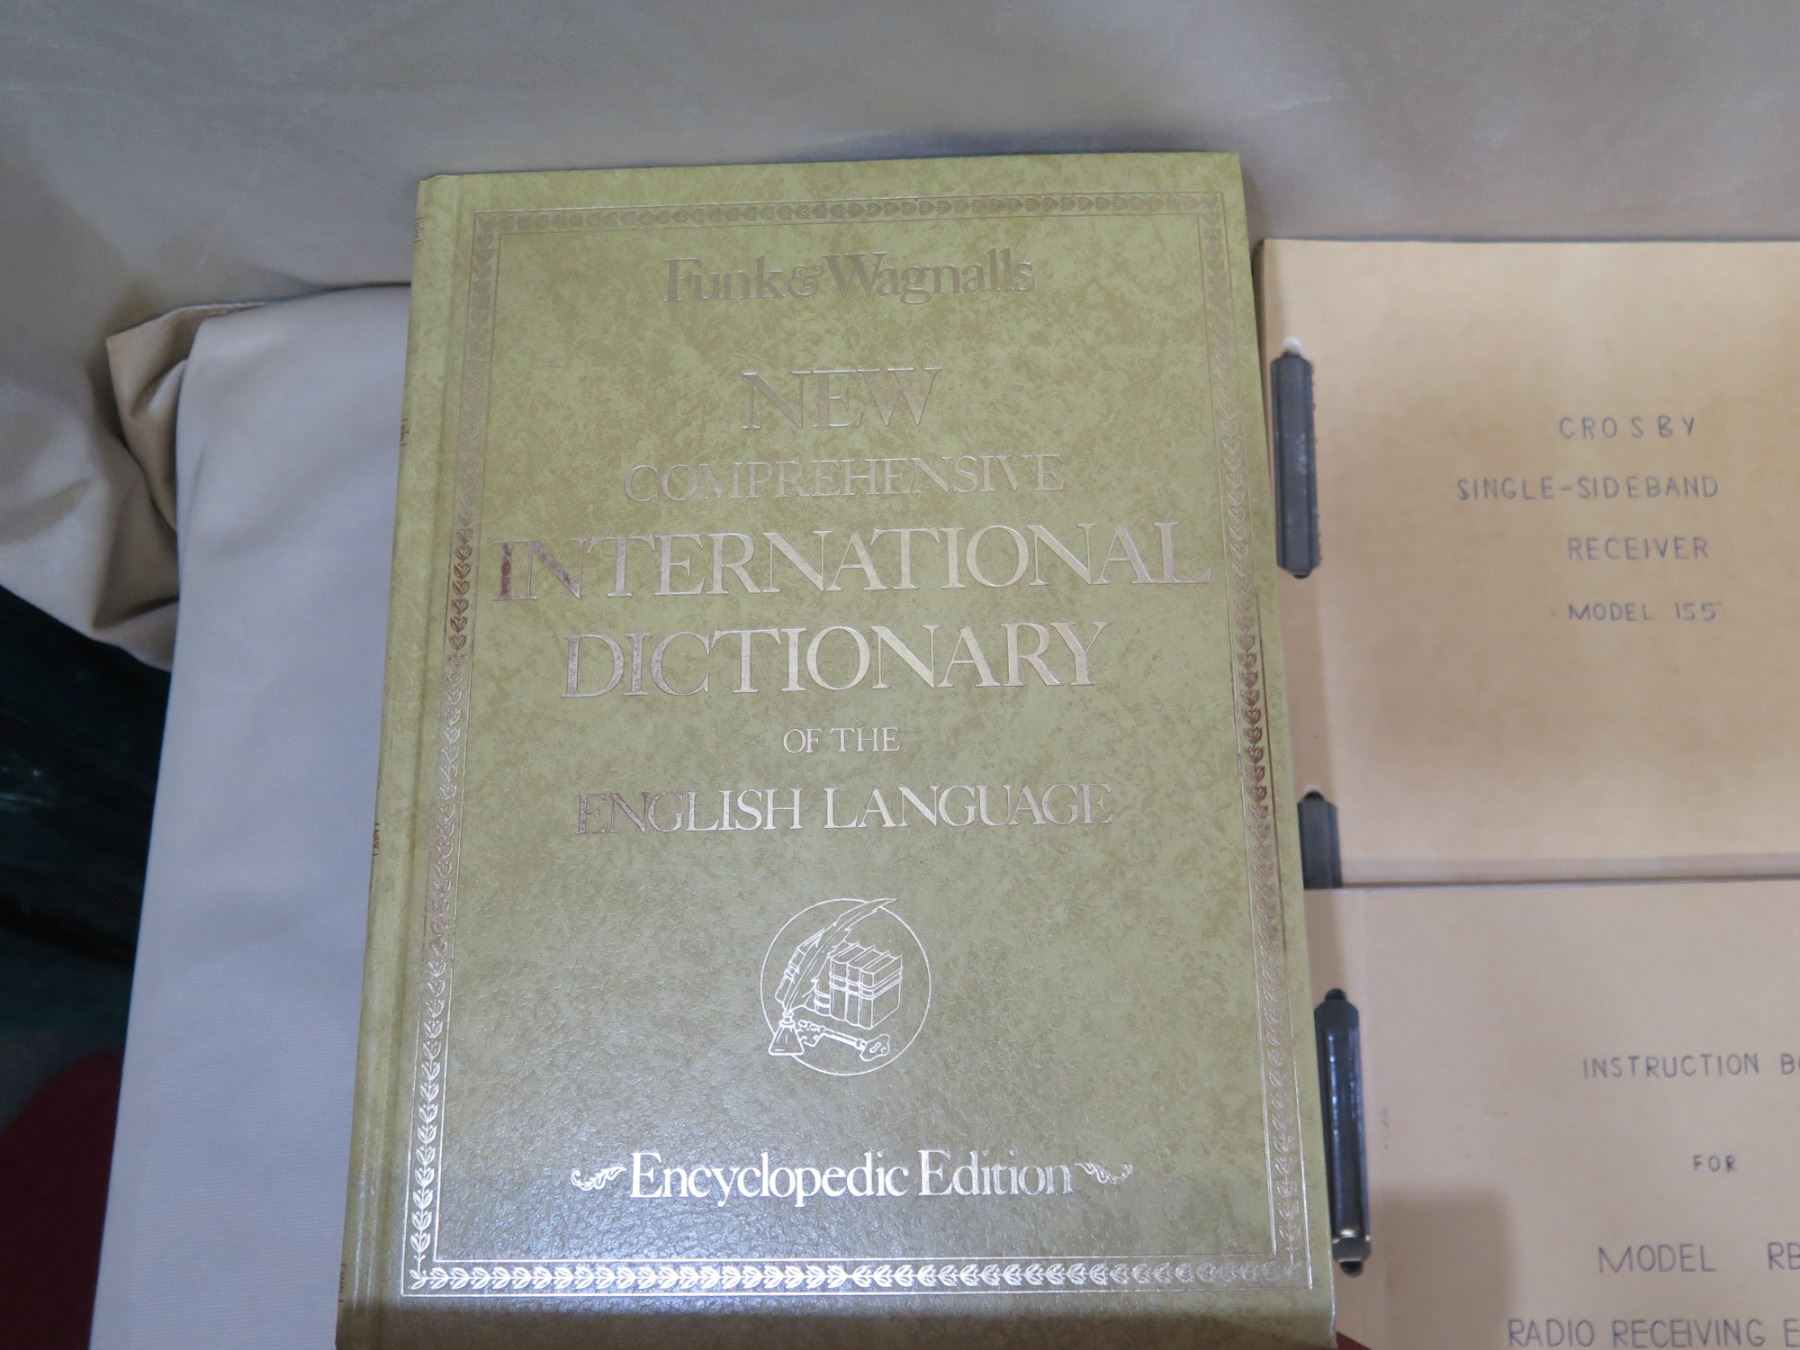 Funk & Wagnalls
NEW
COMPREHENSIVE
INTERNATIONAL
DICTIONARY
OF THE
ENGLISH LANGUAGE
Encyclopedic Edition
CROSBY
SINGLE-SIDEBAND
RECEIVER
MODEL 155
INSTRUCTION
FOR
MODEL RB
RADIO RECEIVING